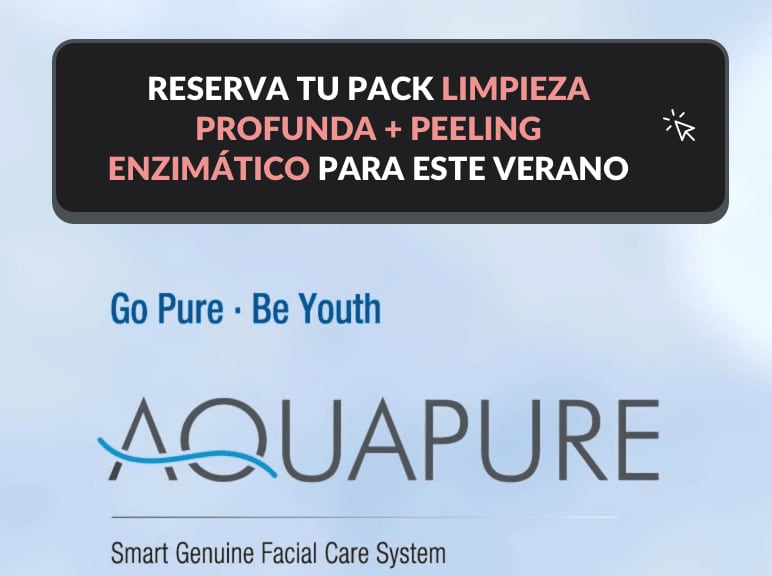 RESERVA TU PACK LIMPIEZA
PROFUNDA + PEELING
ENZIMÁTICO PARA ESTE VERANO
Go Pure · Be Youth
AQUAPURE
Smart Genuine Facial Care System